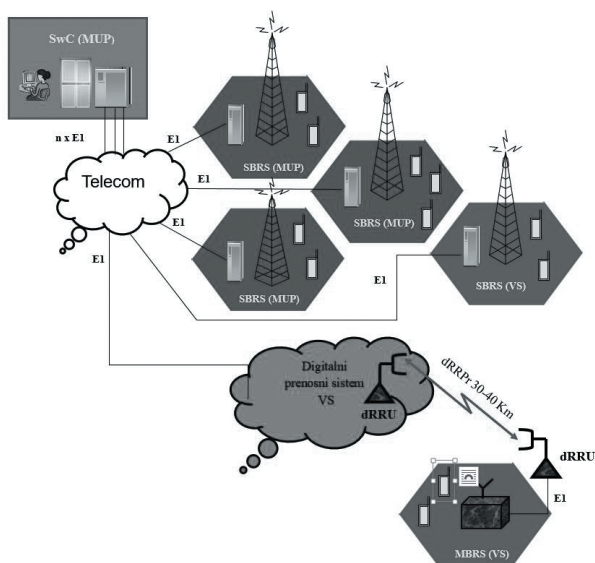 SwC (MUP)
n x E1
E1
SBRS (MUP)
Telecom
E1
SBRS (MUP)
E1
SBRS (MUP)
E1
E1
SBRS (VS)
Digitalni
prenosni sistem
VS
dRRU
dRRPr 30-40 Km
dRRU
E1
MBRS (VS)